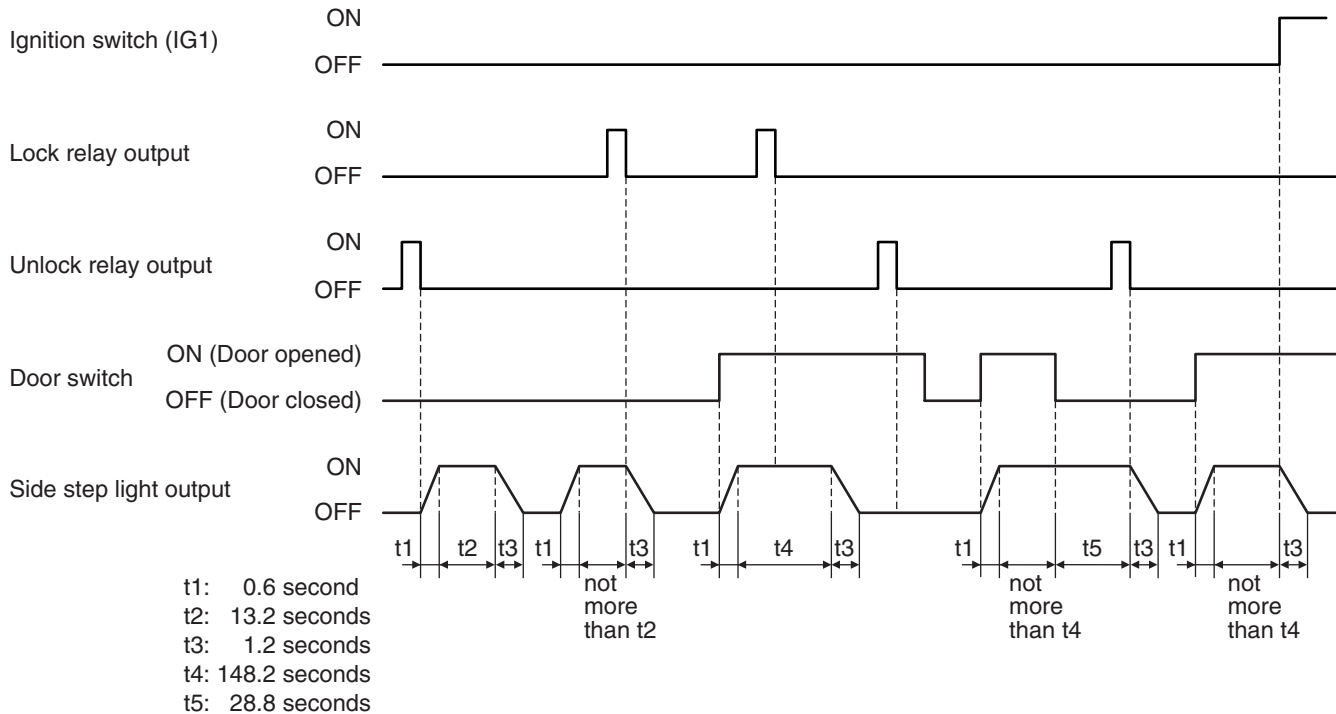 ON
Ignition switch (IG1)
OFF
ON
Lock relay output
OFF
ON
Unlock relay output
OFF
ON (Door opened)
Door switch
OFF (Door closed)
ON
Side step light output
OFF
t1 t2 t3 t1 t3 t1 t4 t3 t1 t5 t3 t1 t3
not more than t2
not more than t4
not more than t4
t1: 0.6 second
t2: 13.2 seconds
t3: 1.2 seconds
t4: 148.2 seconds
t5: 28.8 seconds